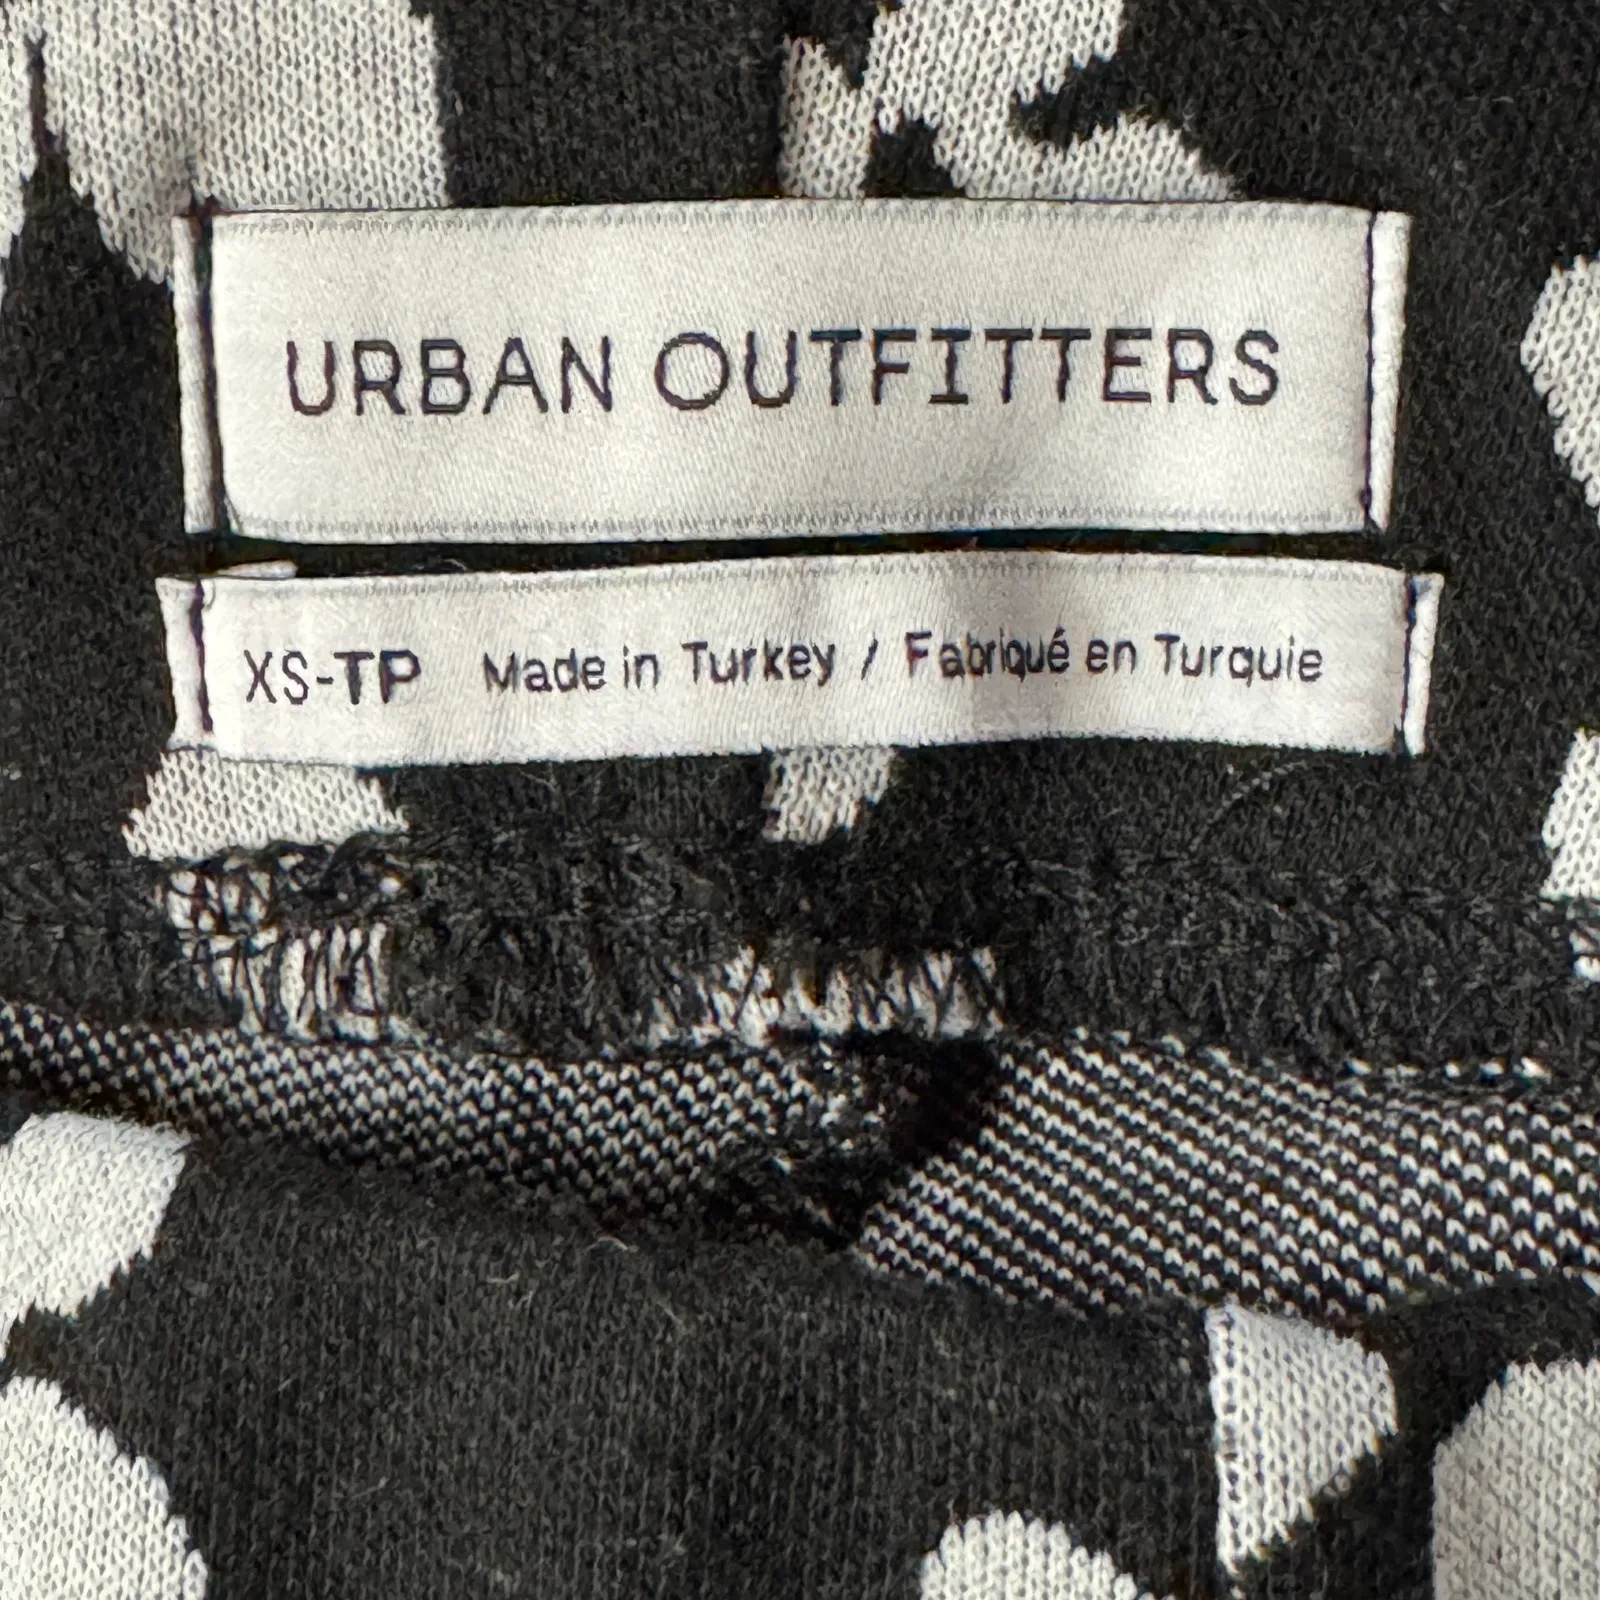 URBAN OUTFITTERS
XS-TP Made in Turkey / Fabriqué en Turquie